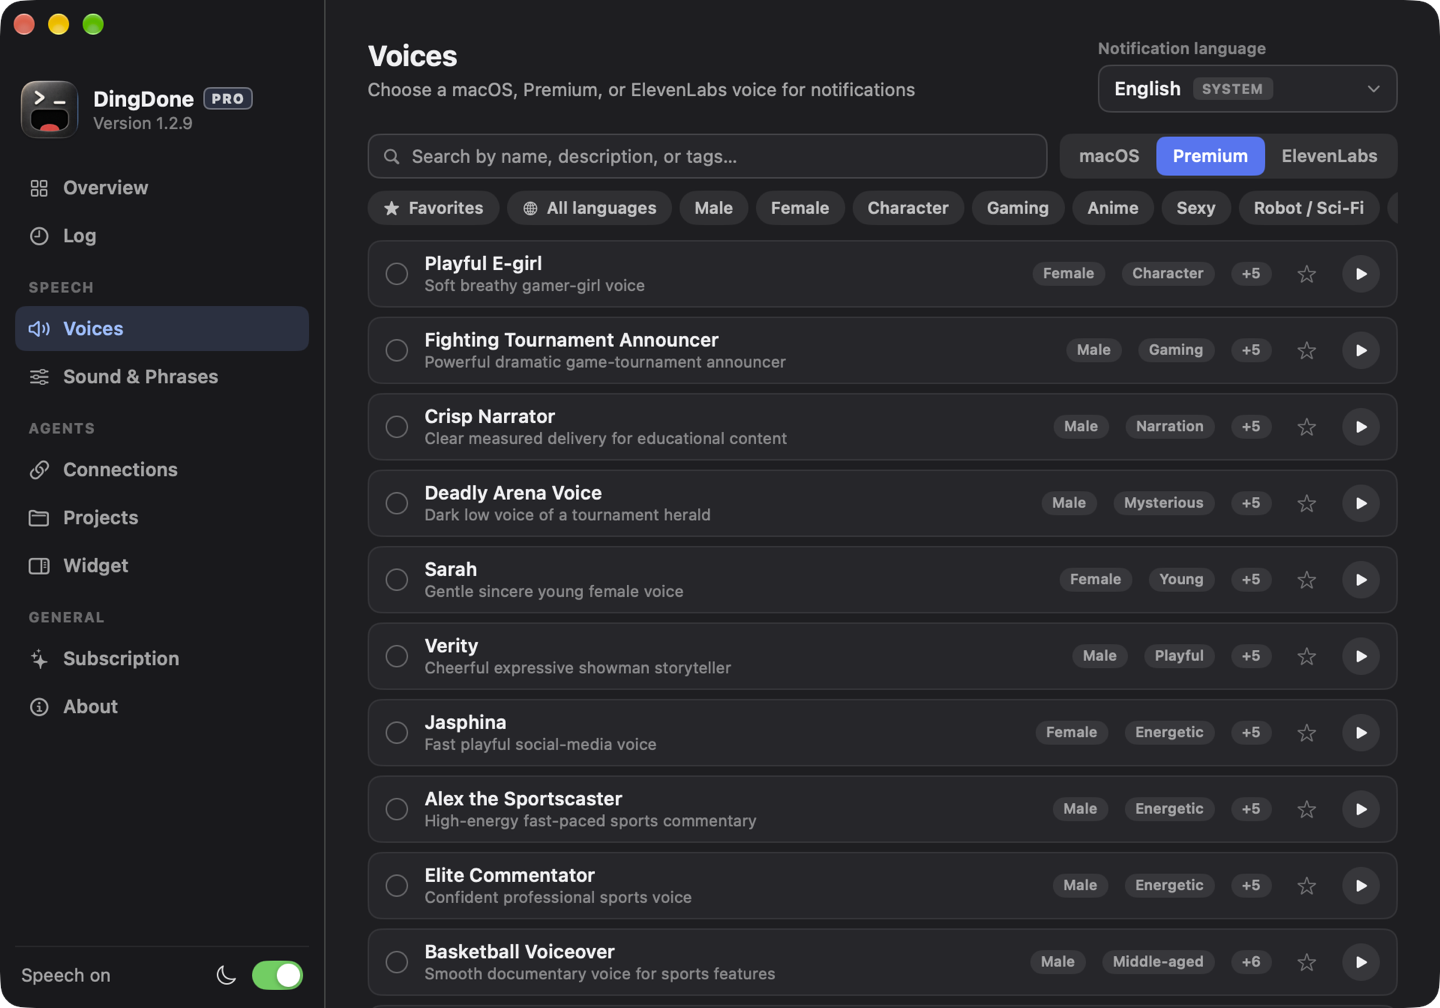 DingDone PRO
Version 1.2.9
Overview
Log
SPEECH
Voices
Sound & Phrases
AGENTS
Connections
Projects
Widget
GENERAL
Subscription
About
Speech on
Voices
Choose a macOS, Premium, or ElevenLabs voice for notifications
Notification language
English SYSTEM
Search by name, description, or tags...
macOS Premium ElevenLabs
Favorites All languages Male Female Character Gaming Anime Sexy Robot / Sci-Fi
Playful E-girl
Soft breathy gamer-girl voice
Female Character +5
Fighting Tournament Announcer
Powerful dramatic game-tournament announcer
Male Gaming +5
Crisp Narrator
Clear measured delivery for educational content
Male Narration +5
Deadly Arena Voice
Dark low voice of a tournament herald
Male Mysterious +5
Sarah
Gentle sincere young female voice
Female Young +5
Verity
Cheerful expressive showman storyteller
Male Playful +5
Jasphina
Fast playful social-media voice
Female Energetic +5
Alex the Sportscaster
High-energy fast-paced sports commentary
Male Energetic +5
Elite Commentator
Confident professional sports voice
Male Energetic +5
Basketball Voiceover
Smooth documentary voice for sports features
Male Middle-aged +6